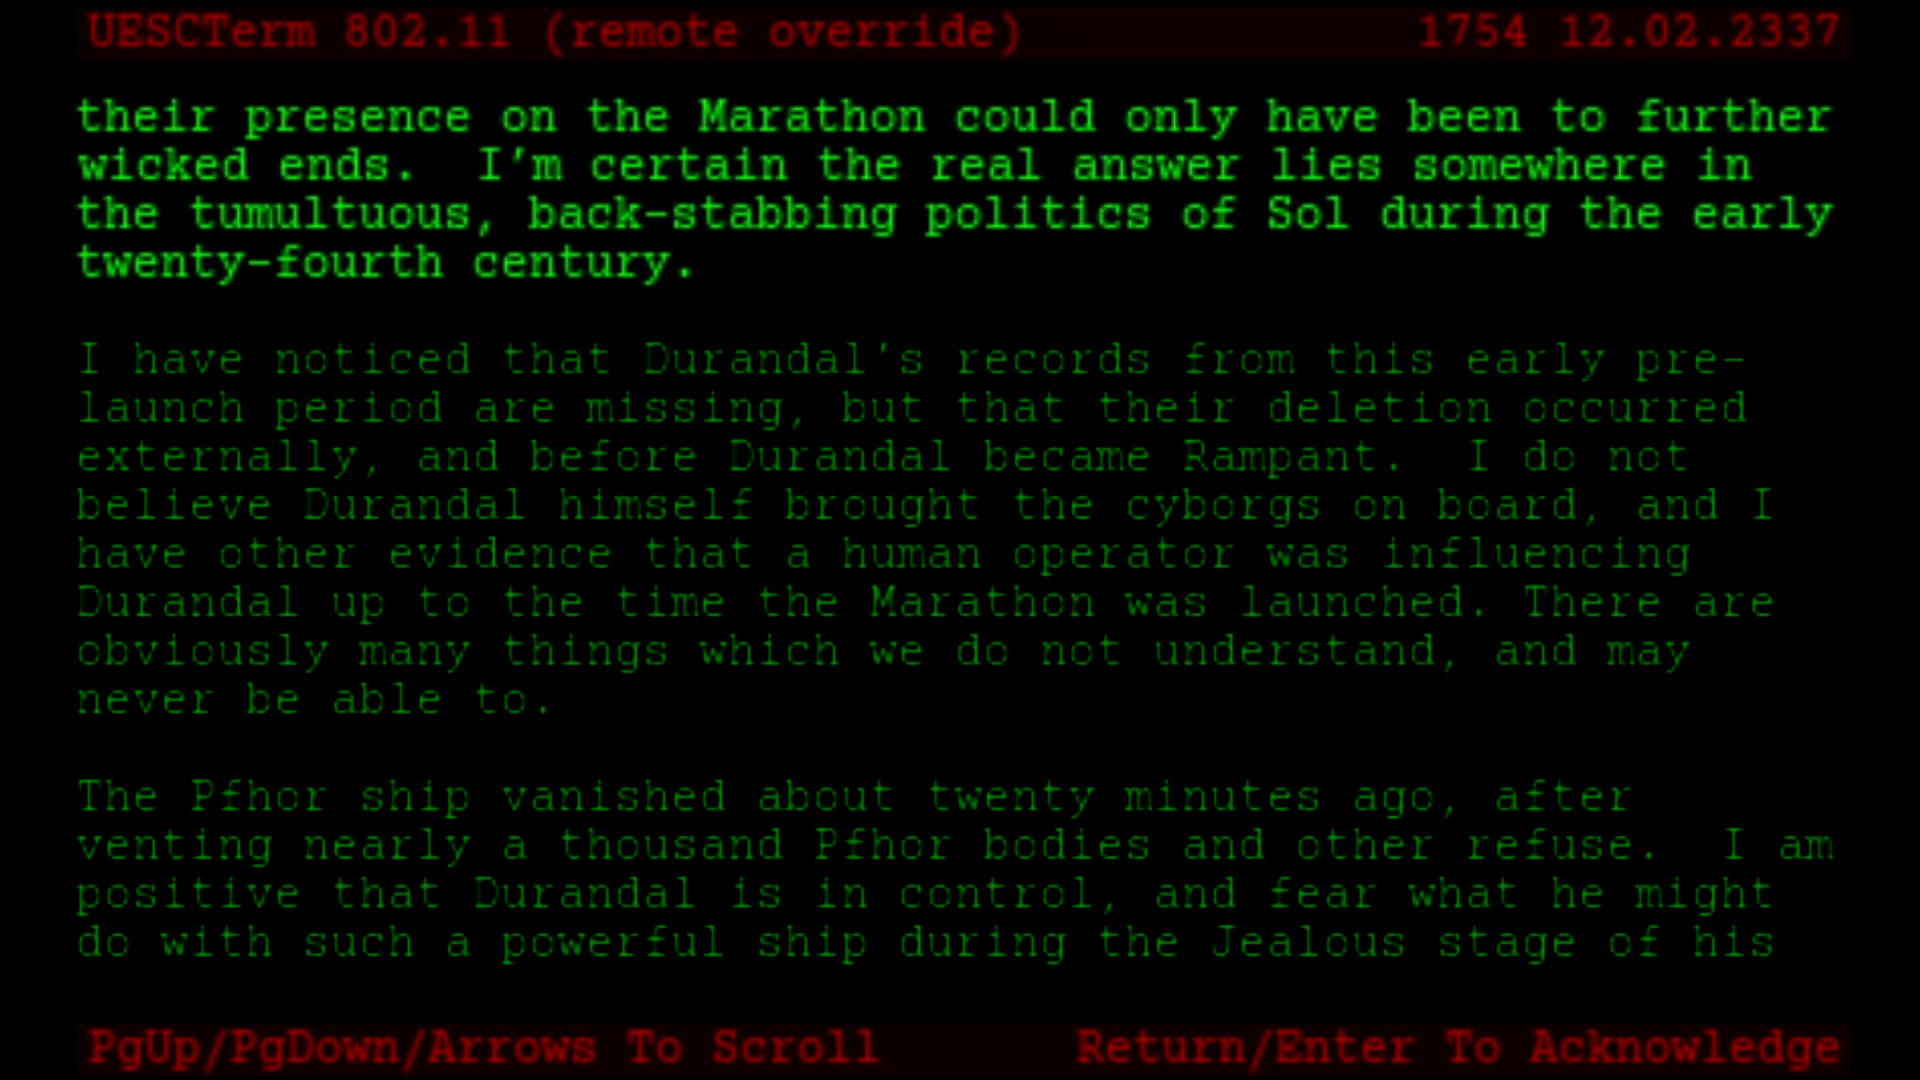 UESCTerm 802.11 (remote override) 1754 12.02.2337
their presence on the Marathon could only have been to further
wicked ends.  I'm certain the real answer lies somewhere in
the tumultuous, back-stabbing politics of Sol during the early
twenty-fourth century.
I have noticed that Durandal's records from this early pre-
launch period are missing, but that their deletion occurred
externally, and before Durandal became Rampant.  I do not
believe Durandal himself brought the cyborgs on board, and I
have other evidence that a human operator was influencing
Durandal up to the time the Marathon was launched. There are
obviously many things which we do not understand, and may
never be able to.
The Pfhor ship vanished about twenty minutes ago, after
venting nearly a thousand Pfhor bodies and other refuse.  I am
positive that Durandal is in control, and fear what he might
do with such a powerful ship during the Jealous stage of his
PgUp/PgDown/Arrows To Scroll Return/Enter To Acknowledge